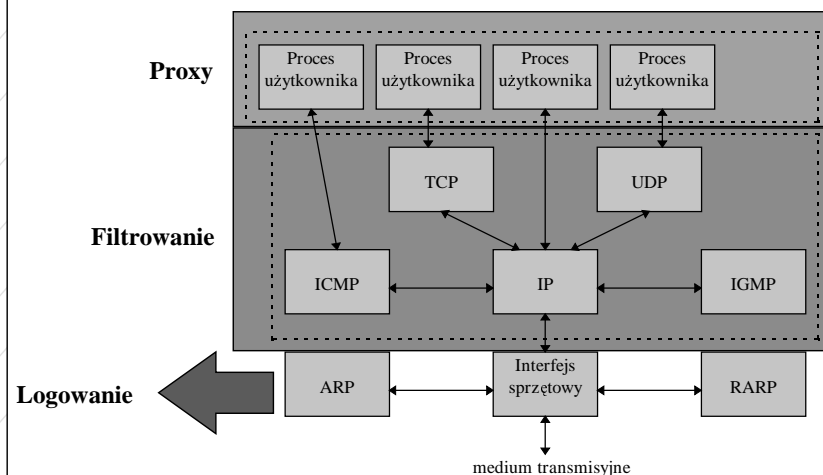 Proxy
Proces
użytkownika
Proces
użytkownika
Proces
użytkownika
Proces
użytkownika
TCP
UDP
Filtrowanie
ICMP
IP
IGMP
Logowanie
ARP
Interfejs
sprzętowy
RARP
medium transmisyjne